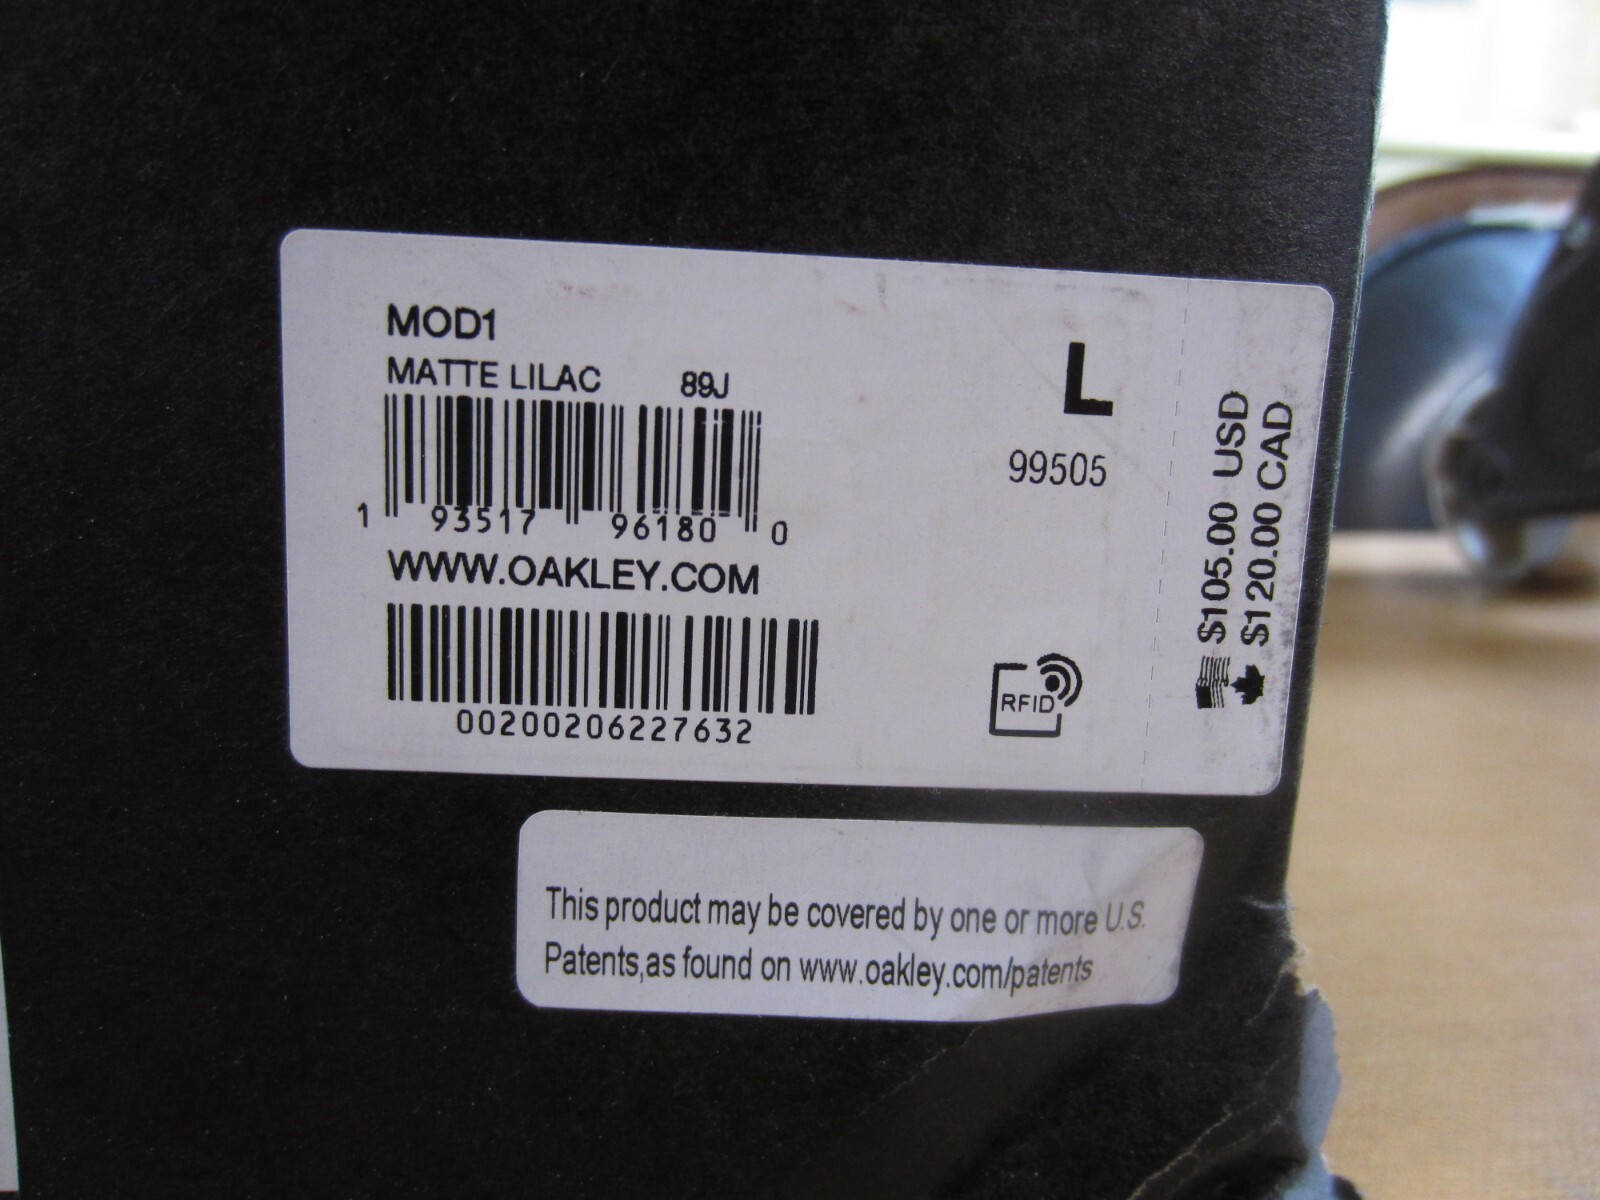 MOD1
MATTE LILAC 89J
1 93517 96180 0
WWW.OAKLEY.COM
00200206227632
L
99505
RFID
$105.00 USD
$120.00 CAD
This product may be covered by one or more U.S.
Patents,as found on www.oakley.com/patents